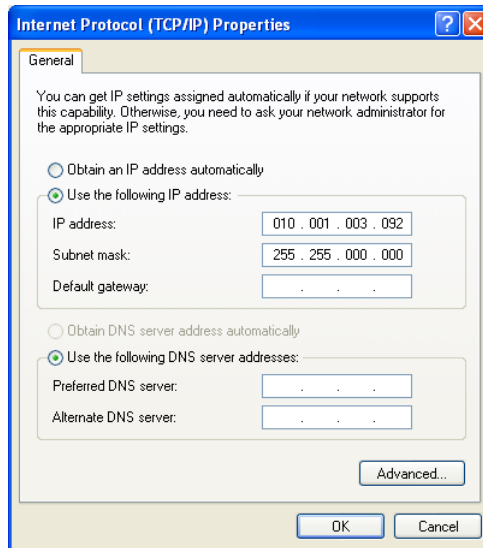 Internet Protocol (TCP/IP) Properties
General
You can get IP settings assigned automatically if your network supports
this capability. Otherwise, you need to ask your network administrator for
the appropriate IP settings.
Obtain an IP address automatically
Use the following IP address:
IP address: 010 . 001 . 003 . 092
Subnet mask: 255 . 255 . 000 . 000
Default gateway: . . .
Obtain DNS server address automatically
Use the following DNS server addresses:
Preferred DNS server: . . .
Alternate DNS server: . . .
Advanced...
OK Cancel